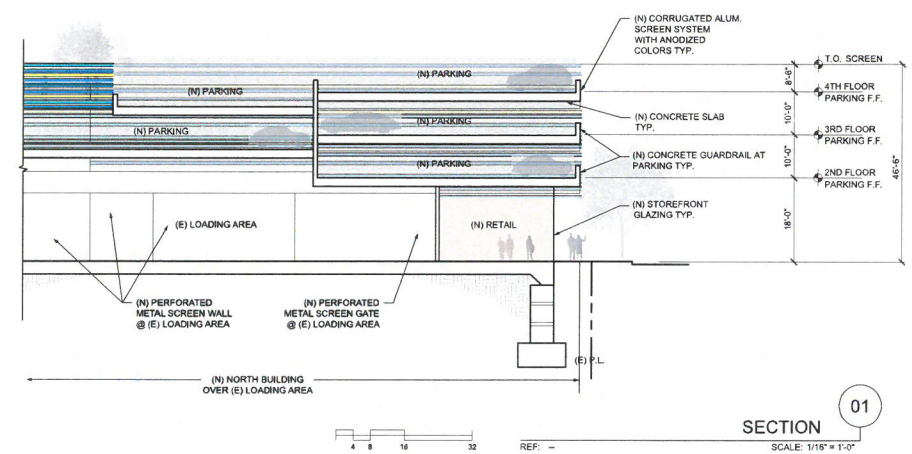 (N) CORRUGATED ALUM.
SCREEN SYSTEM
WITH ANODIZED
COLORS TYP.
T.O. SCREEN
(N) PARKING
8'-6"
(N) PARKING
4TH FLOOR
PARKING F.F.
(N) PARKING
10'-0"
(N) CONCRETE SLAB
TYP.
(N) PARKING
3RD FLOOR
PARKING F.F.
(N) PARKING
(N) CONCRETE GUARDRAIL AT
PARKING TYP.
10'-0"
46'-6"
2ND FLOOR
PARKING F.F.
(E) LOADING AREA
(N) RETAIL
(N) STOREFRONT
GLAZING TYP.
18'-0"
(N) PERFORATED
METAL SCREEN WALL
@ (E) LOADING AREA
(N) PERFORATED
METAL SCREEN GATE
@ (E) LOADING AREA
(E) P.L.
(N) NORTH BUILDING
OVER (E) LOADING AREA
4 8 16 32
01
SECTION
REF: –
SCALE: 1/16" = 1'-0"